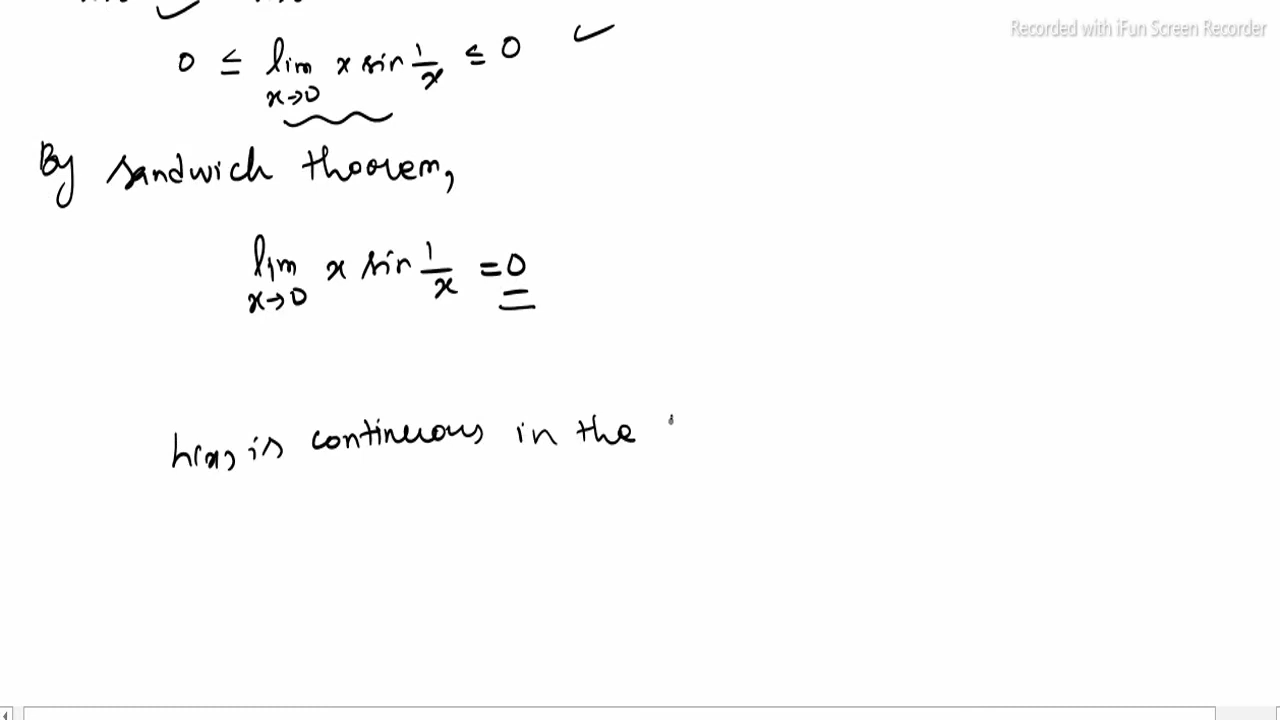 Recorded with iFun Screen Recorder
0 ≤ lim x→0 x sin 1/x ≤ 0
By sandwich thoorem,
lim x→0 x sin 1/x = 0
h(x) is continuous in the